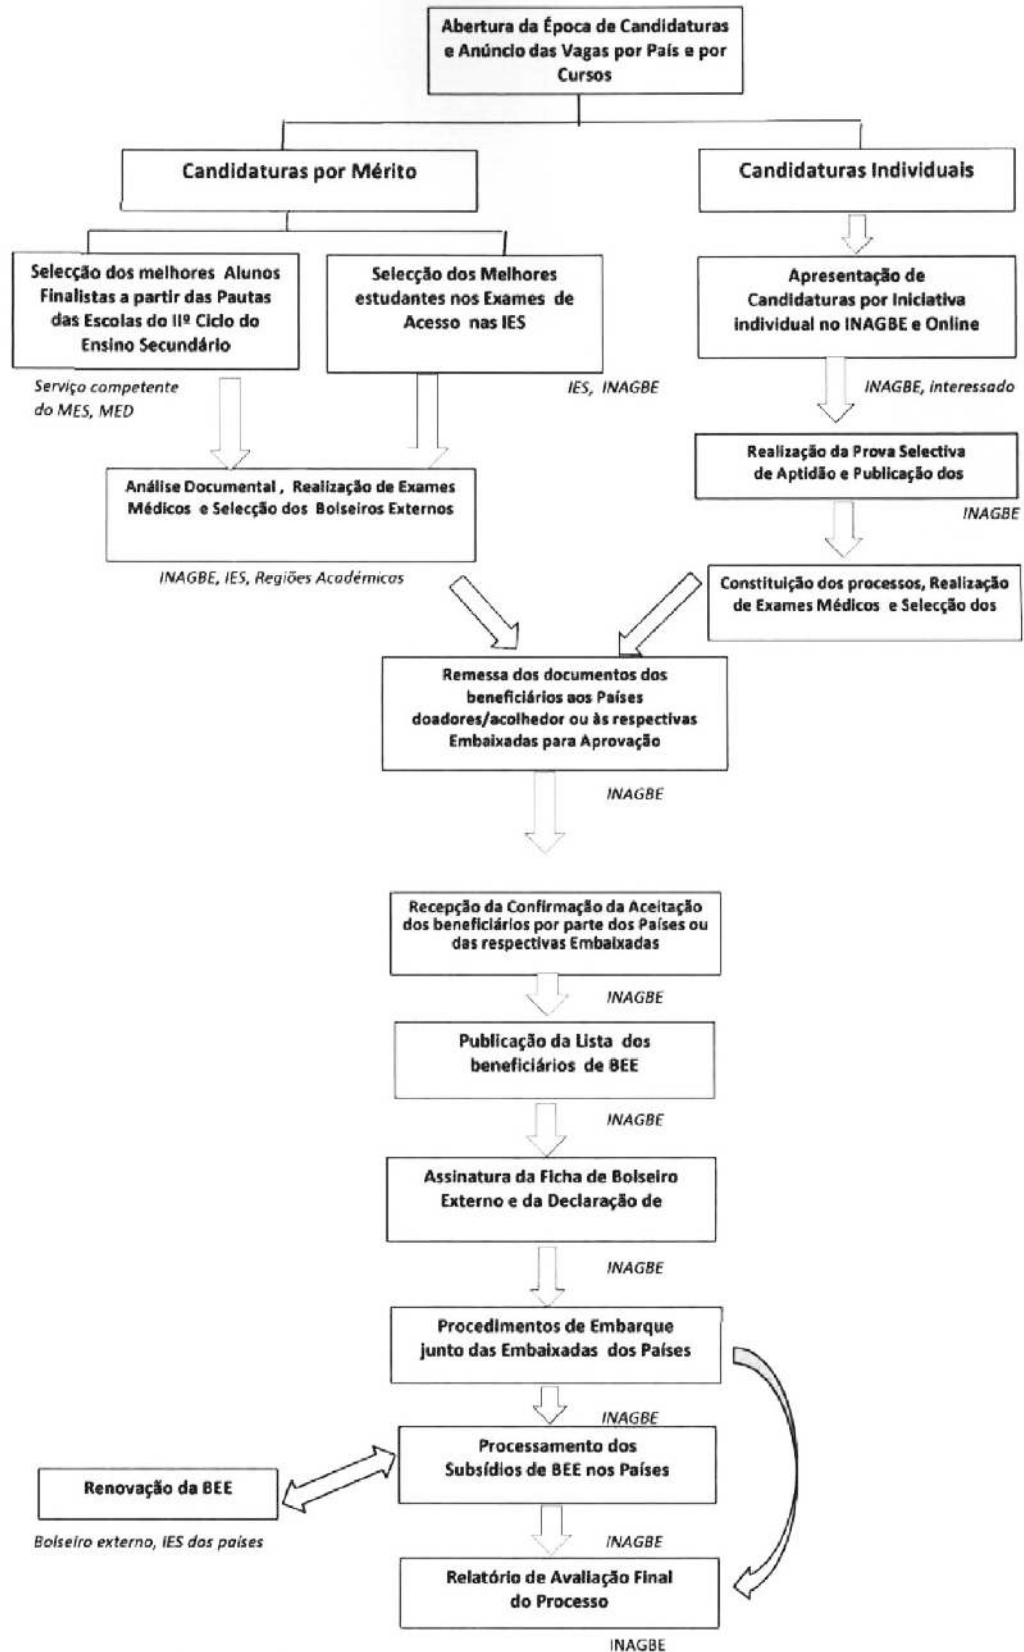 Abertura da Época de Candidaturas
e Anúncio das Vagas por País e por
Cursos
Candidaturas por Mérito
Candidaturas Individuais
Selecção dos melhores Alunos
Finalistas a partir das Pautas
das Escolas do IIº Ciclo do
Ensino Secundário
Selecção dos Melhores
estudantes nos Exames de
Acesso nas IES
Apresentação de
Candidaturas por Iniciativa
individual no INAGBE e Online
Serviço competente
do MES, MED
IES, INAGBE
INAGBE, interessado
Realização da Prova Selectiva
de Aptidão e Publicação dos
INAGBE
Análise Documental , Realização de Exames
Médicos e Selecção dos Bolseiros Externos
INAGBE, IES, Regiões Académicas
Constituição dos processos, Realização
de Exames Médicos e Selecção dos
Remessa dos documentos dos
beneficiários aos Países
doadores/acolhedor ou às respectivas
Embaixadas para Aprovação
INAGBE
Recepção da Confirmação da Aceitação
dos beneficiários por parte dos Países ou
das respectivas Embaixadas
INAGBE
Publicação da Lista dos
beneficiários de BEE
INAGBE
Assinatura da Ficha de Bolseiro
Externo e da Declaração de
INAGBE
Procedimentos de Embarque
junto das Embaixadas dos Países
INAGBE
Processamento dos
Subsídios de BEE nos Países
Renovação da BEE
Bolseiro externo, IES dos países
INAGBE
Relatório de Avaliação Final
do Processo
INAGBE